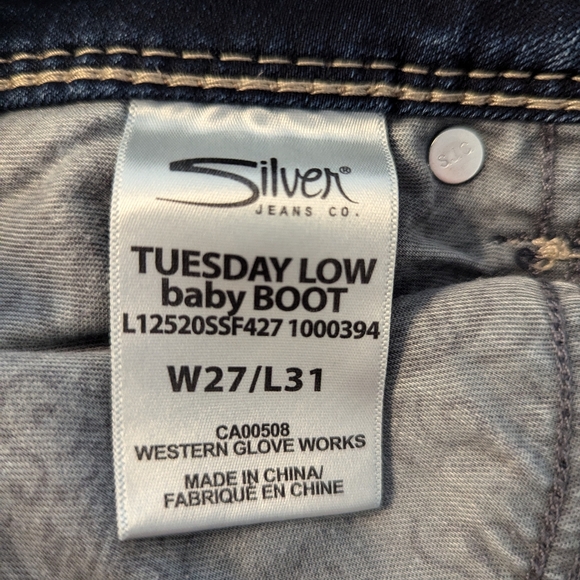 Silver®
JEANS CO.
TUESDAY LOW
baby BOOT
L12520SSF427 1000394
W27/L31
CA00508
WESTERN GLOVE WORKS
MADE IN CHINA/
FABRIQUÉ EN CHINE